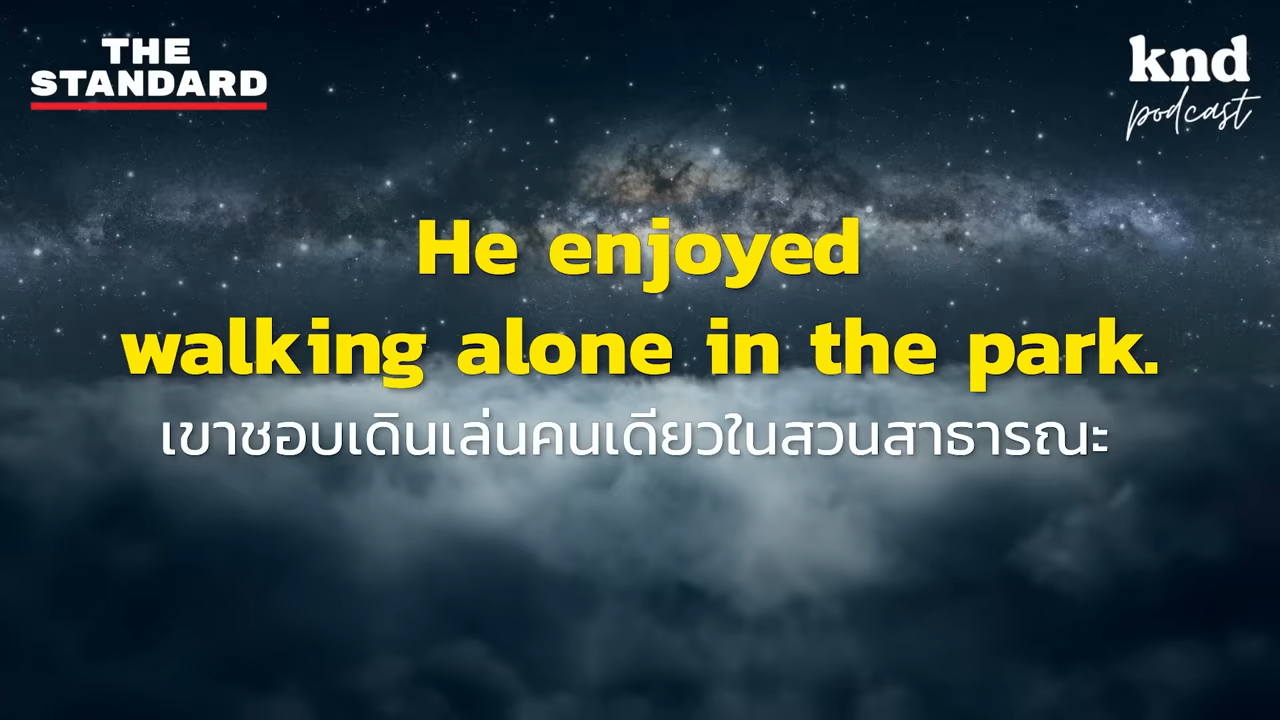 THE
STANDARD
knd
podcast
He enjoyed
walking alone in the park.
เขาชอบเดินเล่นคนเดียวในสวนสาธารณะ